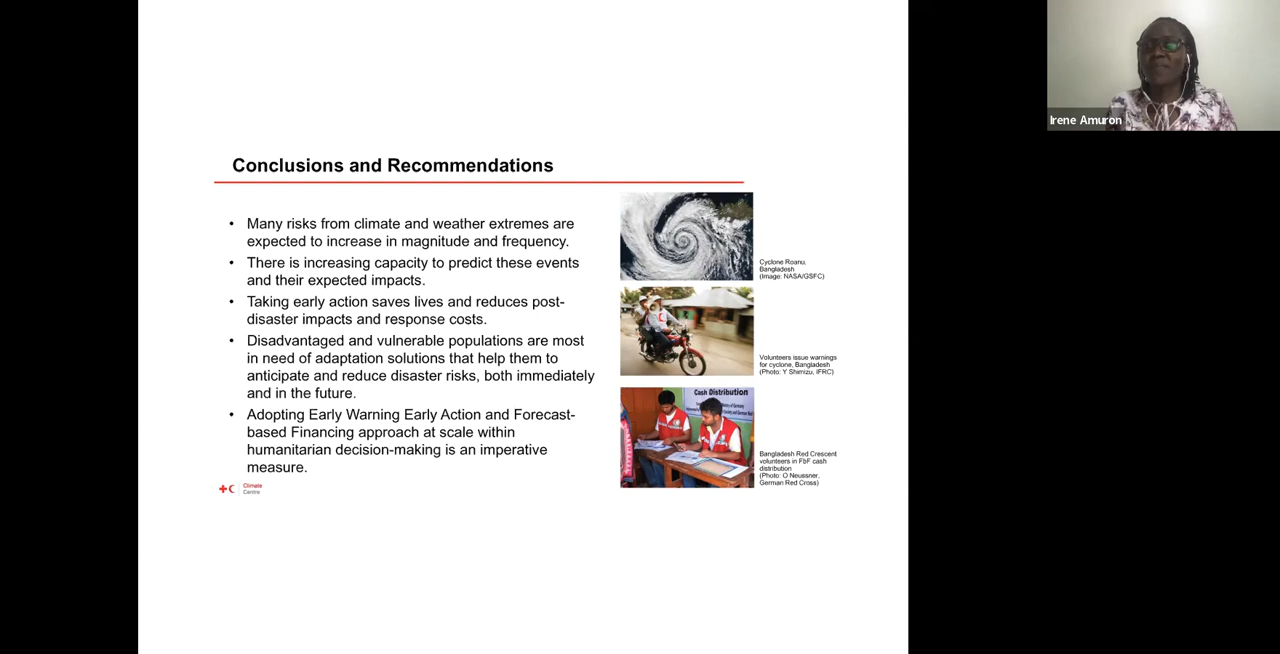 Irene Amuron
Conclusions and Recommendations
• Many risks from climate and weather extremes are
expected to increase in magnitude and frequency.
• There is increasing capacity to predict these events
and their expected impacts.
• Taking early action saves lives and reduces post-
disaster impacts and response costs.
• Disadvantaged and vulnerable populations are most
in need of adaptation solutions that help them to
anticipate and reduce disaster risks, both immediately
and in the future.
• Adopting Early Warning Early Action and Forecast-
based Financing approach at scale within
humanitarian decision-making is an imperative
measure.
Climate
Centre
Cyclone Roanu,
Bangladesh
(Image: NASA/GSFC)
Volunteers issue warnings
for cyclone, Bangladesh
(Photo: Y Shimizu, IFRC)
Cash Distribution
Bangladesh Red Crescent
volunteers in FbF cash
distribution
(Photo: O Neussner,
German Red Cross)